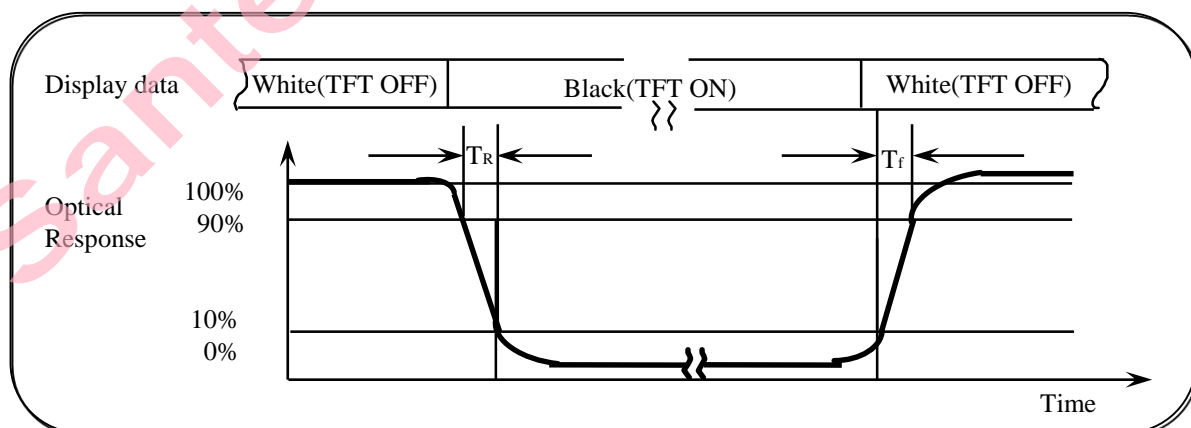 Display data
White(TFT OFF)
Black(TFT ON)
White(TFT OFF)
TR
Tf
100%
Optical
90%
Response
10%
0%
Time
Sante